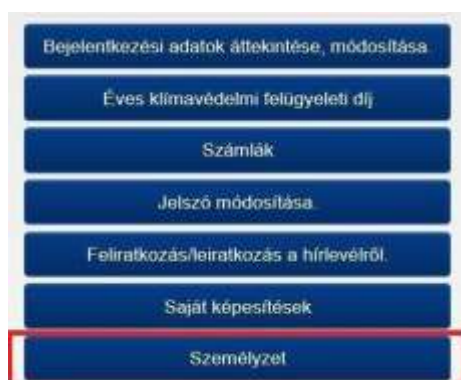 Bejelentkezési adatok áttekintése, módosítása.
Éves klímavédelmi felügyeleti díj
Számlák
Jelszó módosítása.
Feliratkozás/leiratkozás a hírlevélről.
Saját képesítések
Személyzet